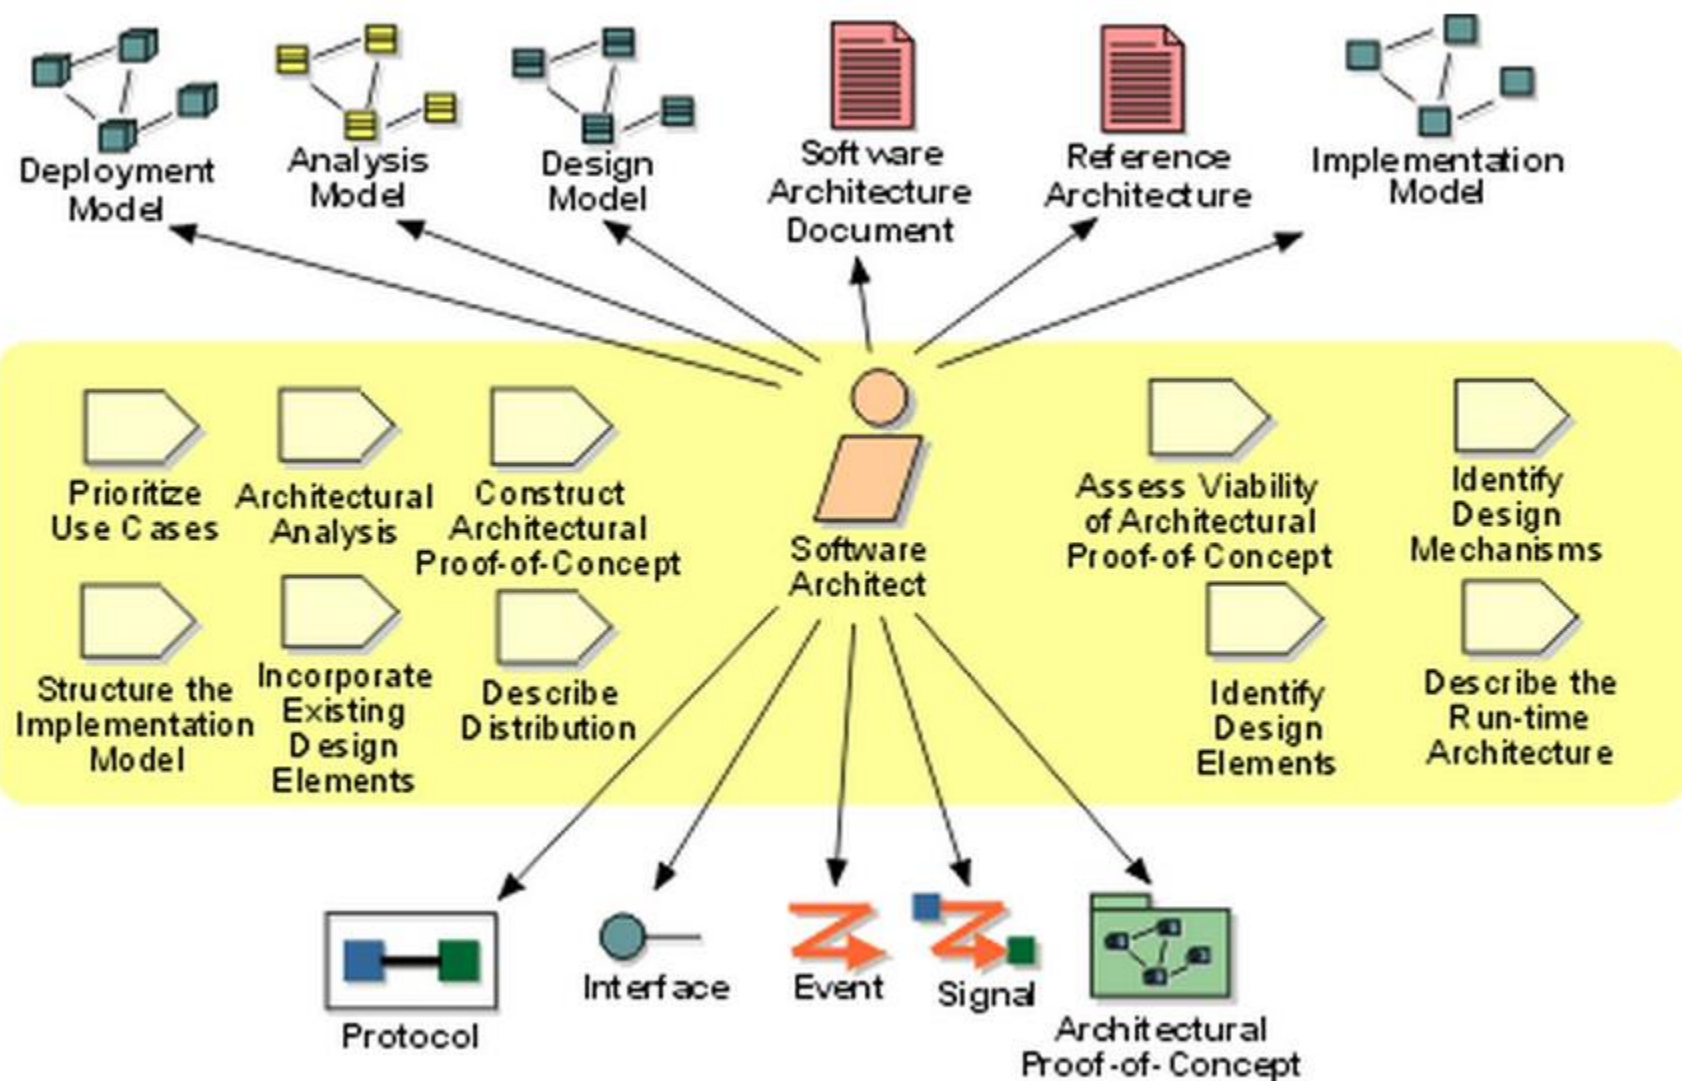 Deployment
Model
Analysis
Model
Design
Model
Software
Architecture
Document
Reference
Architecture
Implementation
Model
Prioritize
Use Cases
Architectural
Analysis
Construct
Architectural
Proof-of-Concept
Software
Architect
Assess Viability
of Architectural
Proof-of-Concept
Identify
Design
Mechanisms
Structure the
Implementation
Model
Incorporate
Existing
Design
Elements
Describe
Distribution
Identify
Design
Elements
Describe the
Run-time
Architecture
Protocol
Interface
Event
Signal
Architectural
Proof-of-Concept